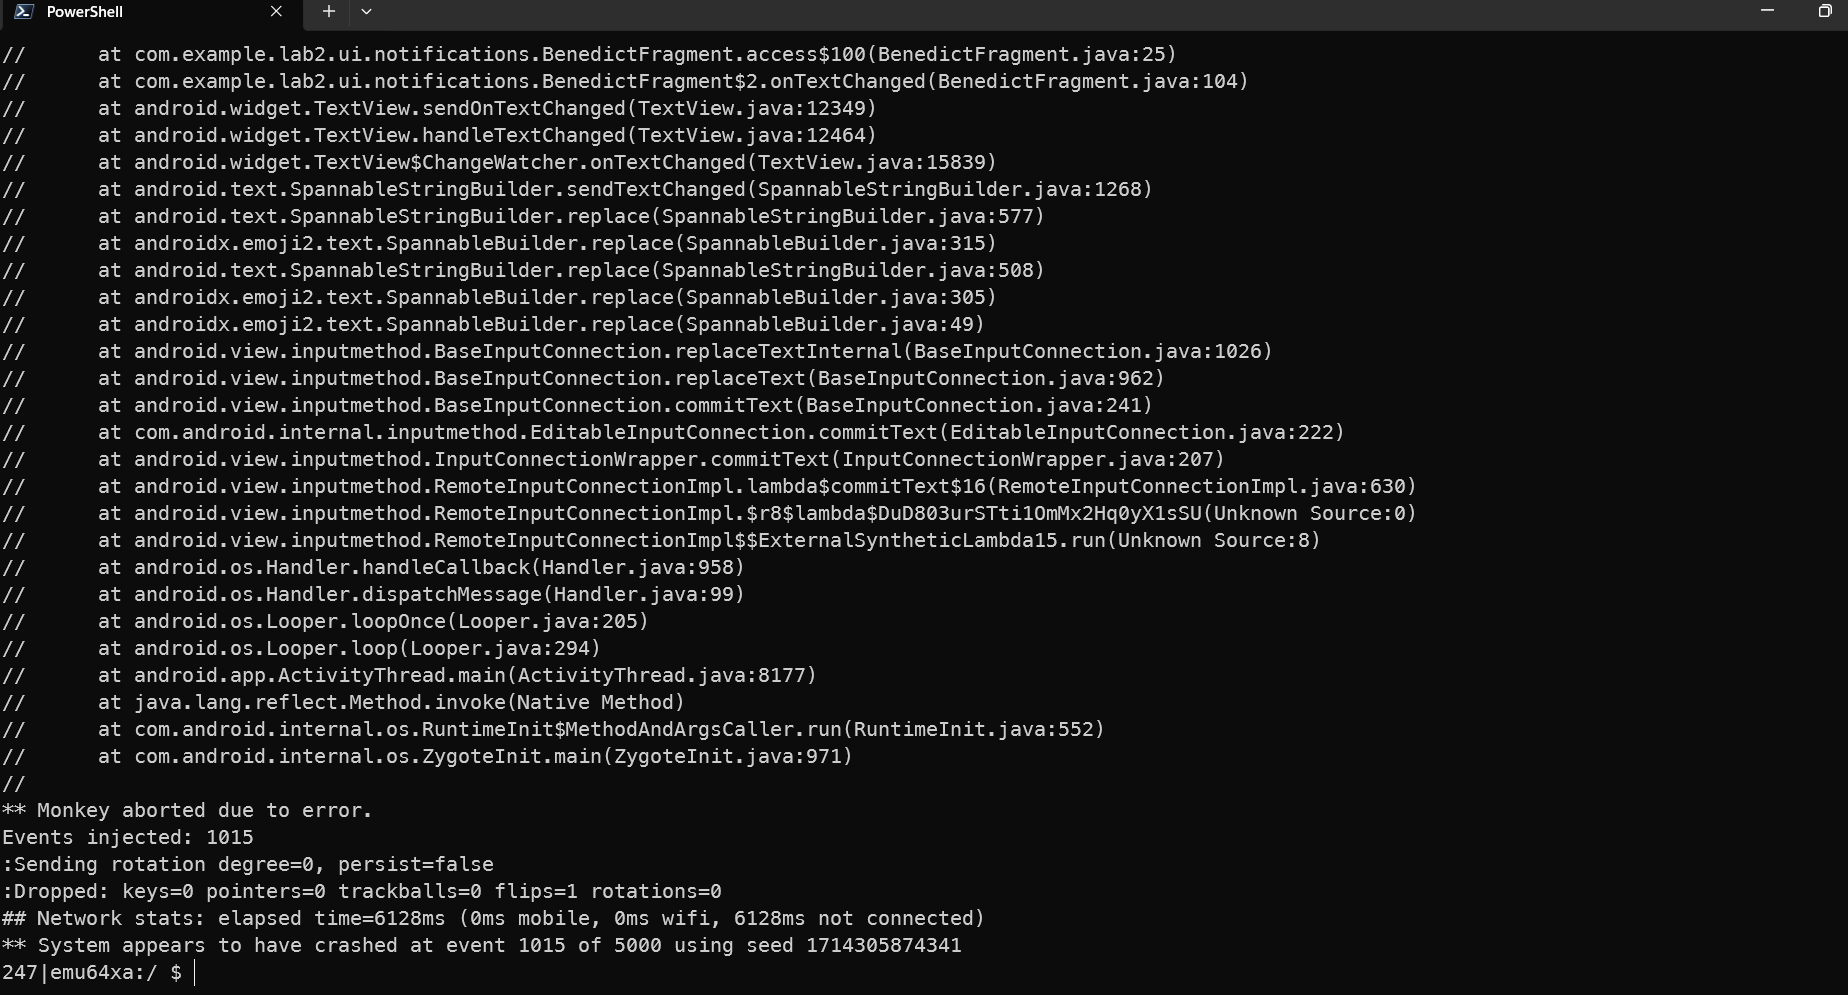 PowerShell
//      at com.example.lab2.ui.notifications.BenedictFragment.access$100(BenedictFragment.java:25)
//      at com.example.lab2.ui.notifications.BenedictFragment$2.onTextChanged(BenedictFragment.java:104)
//      at android.widget.TextView.sendOnTextChanged(TextView.java:12349)
//      at android.widget.TextView.handleTextChanged(TextView.java:12464)
//      at android.widget.TextView$ChangeWatcher.onTextChanged(TextView.java:15839)
//      at android.text.SpannableStringBuilder.sendTextChanged(SpannableStringBuilder.java:1268)
//      at android.text.SpannableStringBuilder.replace(SpannableStringBuilder.java:577)
//      at androidx.emoji2.text.SpannableBuilder.replace(SpannableBuilder.java:315)
//      at android.text.SpannableStringBuilder.replace(SpannableStringBuilder.java:508)
//      at androidx.emoji2.text.SpannableBuilder.replace(SpannableBuilder.java:305)
//      at androidx.emoji2.text.SpannableBuilder.replace(SpannableBuilder.java:49)
//      at android.view.inputmethod.BaseInputConnection.replaceTextInternal(BaseInputConnection.java:1026)
//      at android.view.inputmethod.BaseInputConnection.replaceText(BaseInputConnection.java:962)
//      at android.view.inputmethod.BaseInputConnection.commitText(BaseInputConnection.java:241)
//      at com.android.internal.inputmethod.EditableInputConnection.commitText(EditableInputConnection.java:222)
//      at android.view.inputmethod.InputConnectionWrapper.commitText(InputConnectionWrapper.java:207)
//      at android.view.inputmethod.RemoteInputConnectionImpl.lambda$commitText$16(RemoteInputConnectionImpl.java:630)
//      at android.view.inputmethod.RemoteInputConnectionImpl.$r8$lambda$DuD803urSTti1OmMx2Hq0yX1sSU(Unknown Source:0)
//      at android.view.inputmethod.RemoteInputConnectionImpl$$ExternalSyntheticLambda15.run(Unknown Source:8)
//      at android.os.Handler.handleCallback(Handler.java:958)
//      at android.os.Handler.dispatchMessage(Handler.java:99)
//      at android.os.Looper.loopOnce(Looper.java:205)
//      at android.os.Looper.loop(Looper.java:294)
//      at android.app.ActivityThread.main(ActivityThread.java:8177)
//      at java.lang.reflect.Method.invoke(Native Method)
//      at com.android.internal.os.RuntimeInit$MethodAndArgsCaller.run(RuntimeInit.java:552)
//      at com.android.internal.os.ZygoteInit.main(ZygoteInit.java:971)
//
** Monkey aborted due to error.
Events injected: 1015
:Sending rotation degree=0, persist=false
:Dropped: keys=0 pointers=0 trackballs=0 flips=1 rotations=0
## Network stats: elapsed time=6128ms (0ms mobile, 0ms wifi, 6128ms not connected)
** System appears to have crashed at event 1015 of 5000 using seed 1714305874341
247|emu64xa:/ $